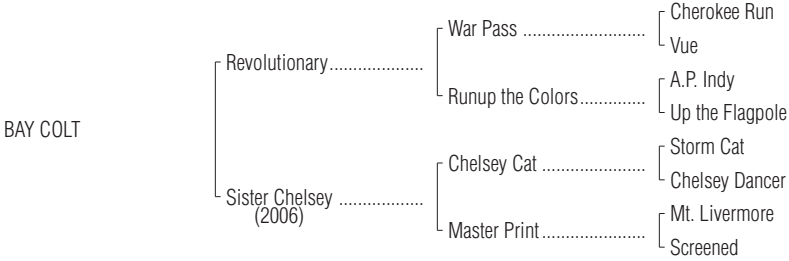 Cherokee Run
War Pass ..........................
Vue
Revolutionary....................
A.P. Indy
Runup the Colors..............
Up the Flagpole
BAY COLT
Storm Cat
Chelsey Cat ......................
Chelsey Dancer
Sister Chelsey ..................
(2006)
Mt. Livermore
Master Print......................
Screened